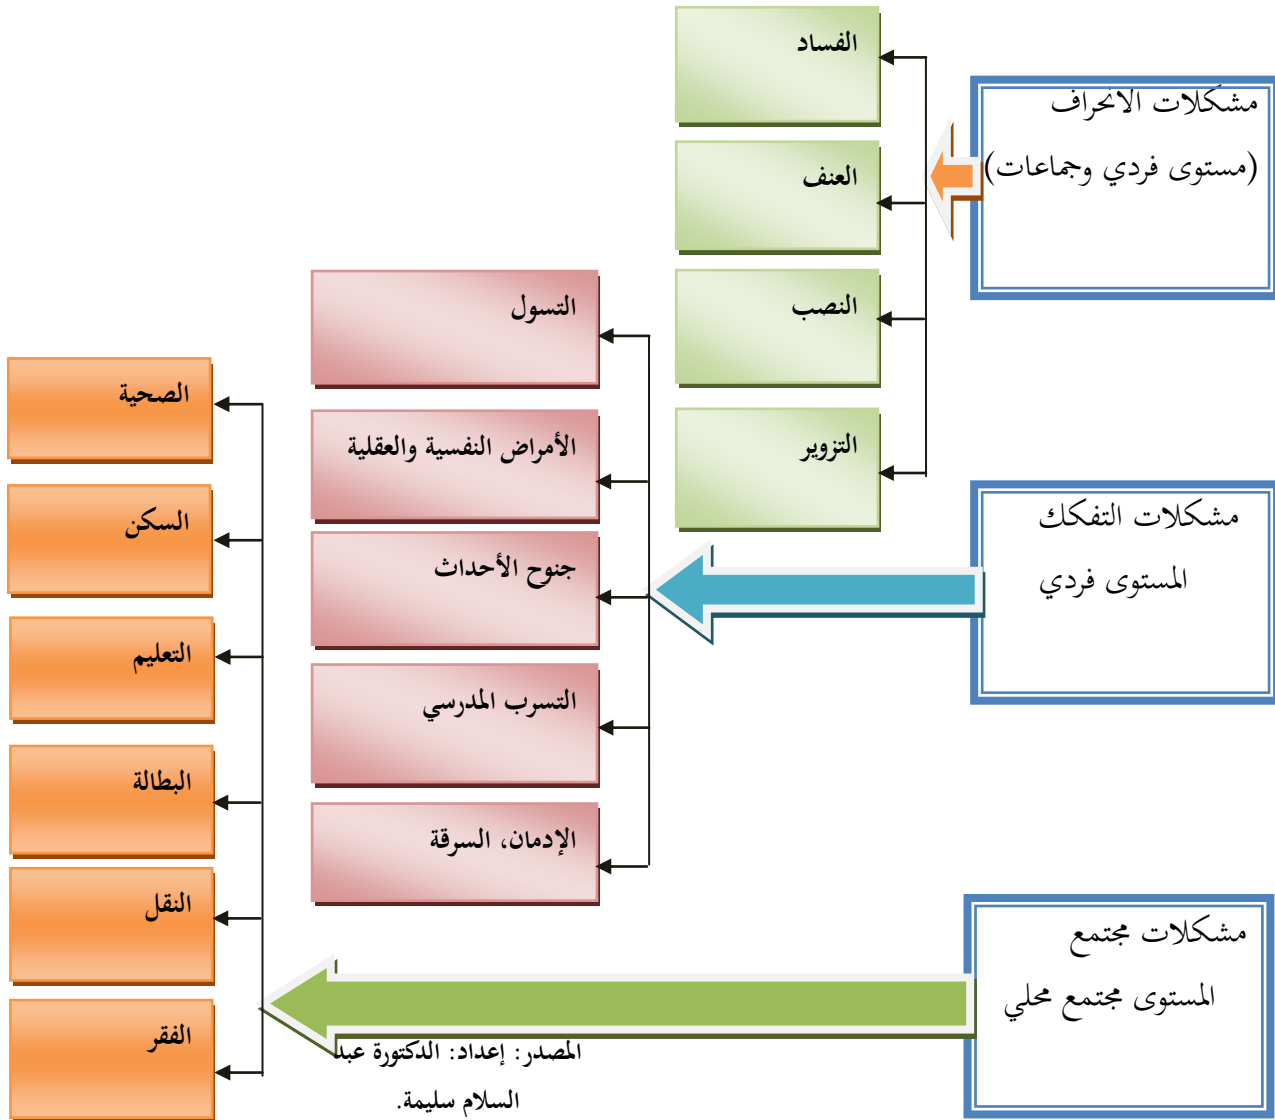 مشكلات الانحراف
(مستوى فردي وجماعات)
الفساد
العنف
النصب
التزوير
مشكلات التفكك
المستوى فردي
التسول
الأمراض النفسية والعقلية
جنوح الأحداث
التسرب المدرسي
الإدمان، السرقة
مشكلات مجتمع
المستوى مجتمع محلي
الصحية
السكن
التعليم
البطالة
النقل
الفقر
المصدر: إعداد: الدكتورة عبد
السلام سليمة.